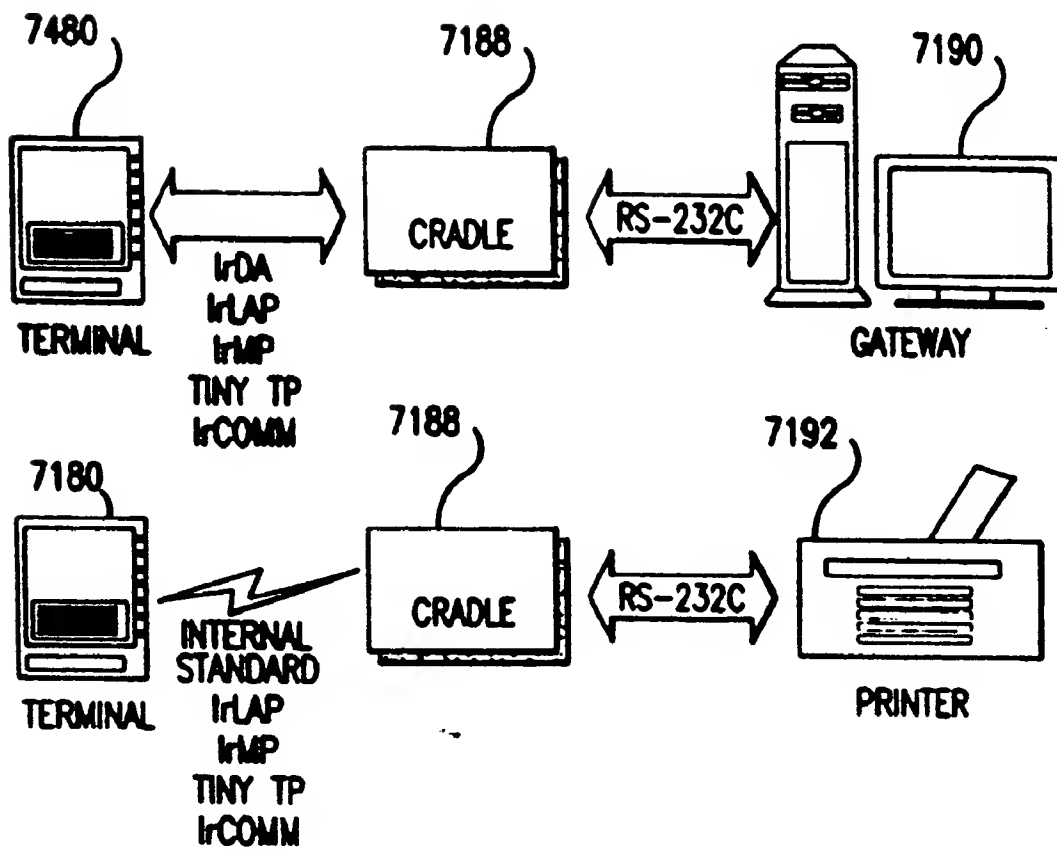 7480
7188
7190
CRADLE
RS-232C
IrDA
IrLAP
IrMP
TINY TP
IrCOMM
TERMINAL
GATEWAY
7180
7188
7192
CRADLE
RS-232C
INTERNAL
STANDARD
IrLAP
IrMP
TINY TP
IrCOMM
TERMINAL
PRINTER